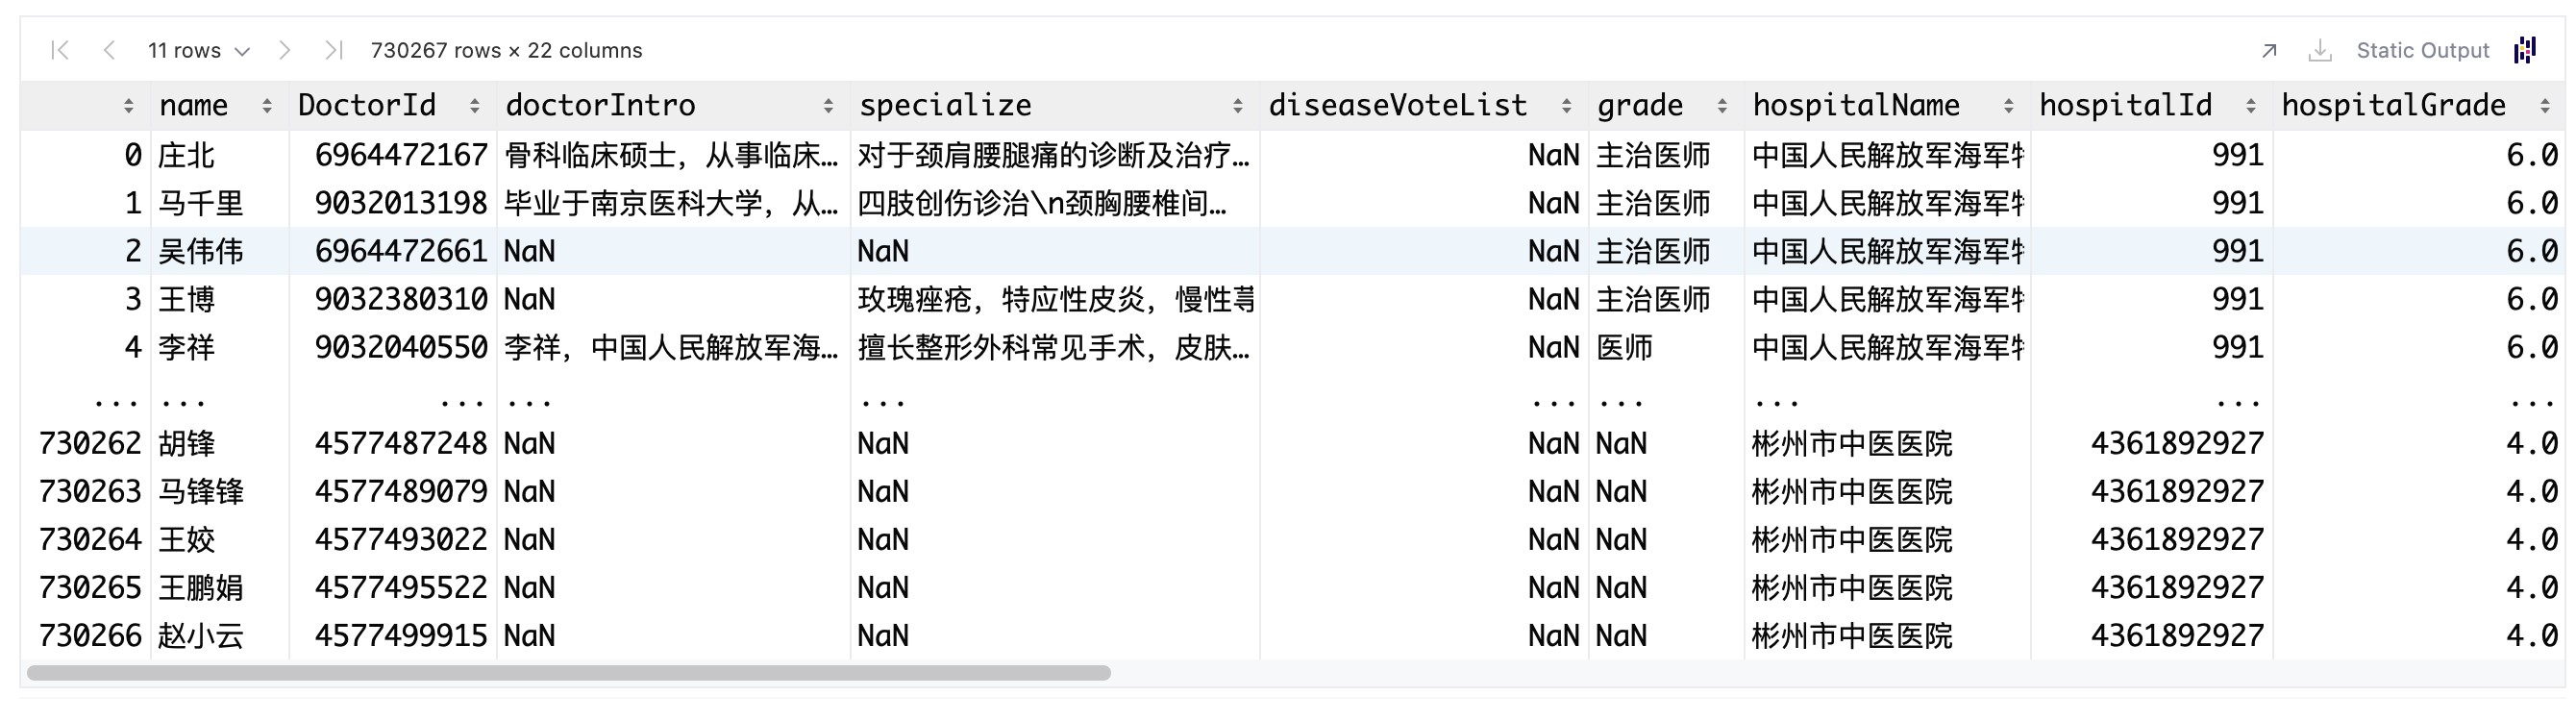 11 rows 730267 rows × 22 columns Static Output
name DoctorId doctorIntro specialize diseaseVoteList grade hospitalName hospitalId hospitalGrade
0 庄北 6964472167 骨科临床硕士，从事临床… 对于颈肩腰腿痛的诊断及治疗… NaN 主治医师 中国人民解放军海军 991 6.0
1 马千里 9032013198 毕业于南京医科大学，从… 四肢创伤诊治\n颈胸腰椎间… NaN 主治医师 中国人民解放军海军 991 6.0
2 吴伟伟 6964472661 NaN NaN NaN 主治医师 中国人民解放军海军 991 6.0
3 王博 9032380310 NaN 玫瑰痤疮，特应性皮炎，慢性 NaN 主治医师 中国人民解放军海军 991 6.0
4 李祥 9032040550 李祥，中国人民解放军海… 擅长整形外科常见手术，皮肤… NaN 医师 中国人民解放军海军 991 6.0
... ... ... ... ... ... ... ... ... ...
730262 胡锋 4577487248 NaN NaN NaN NaN 彬州市中医医院 4361892927 4.0
730263 马锋锋 4577489079 NaN NaN NaN NaN 彬州市中医医院 4361892927 4.0
730264 王姣 4577493022 NaN NaN NaN NaN 彬州市中医医院 4361892927 4.0
730265 王鹏娟 4577495522 NaN NaN NaN NaN 彬州市中医医院 4361892927 4.0
730266 赵小云 4577499915 NaN NaN NaN NaN 彬州市中医医院 4361892927 4.0